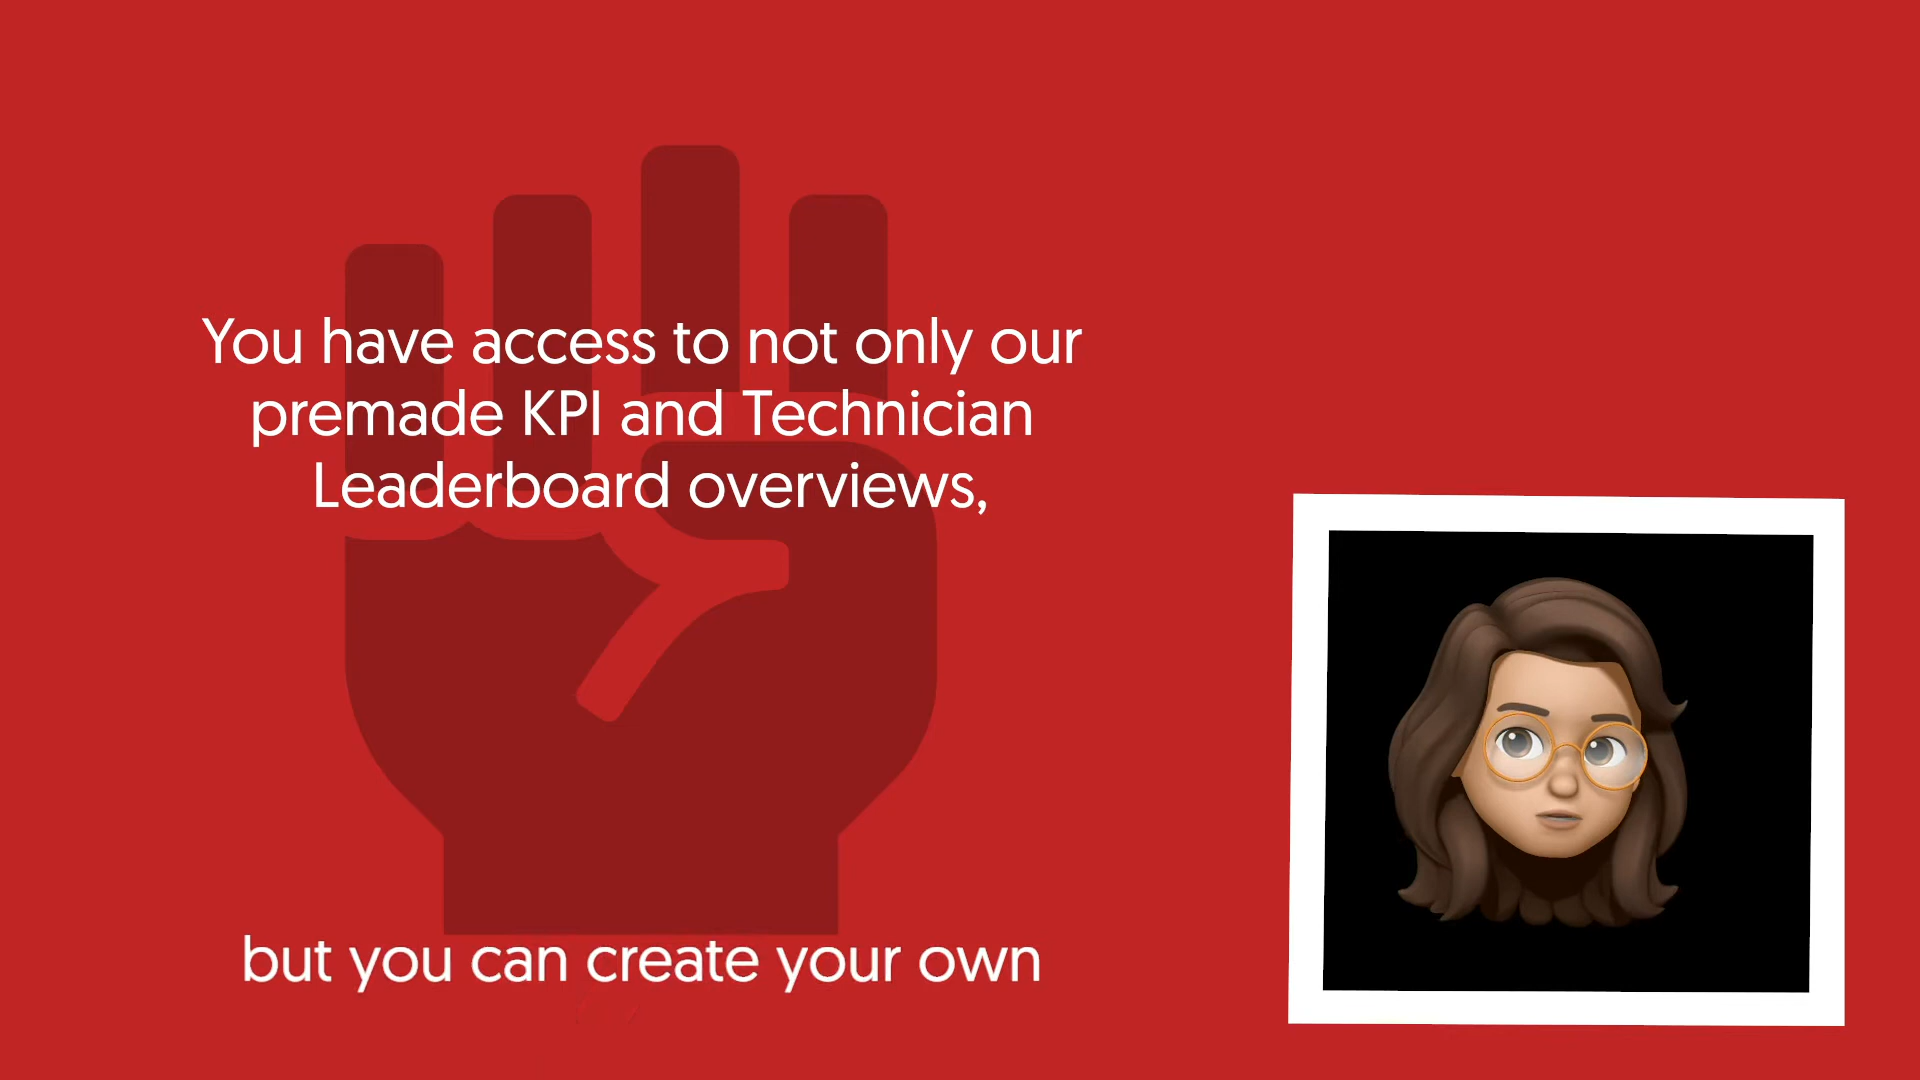 You have access to not only our
premade KPI and Technician
Leaderboard overviews,
but you can create your own